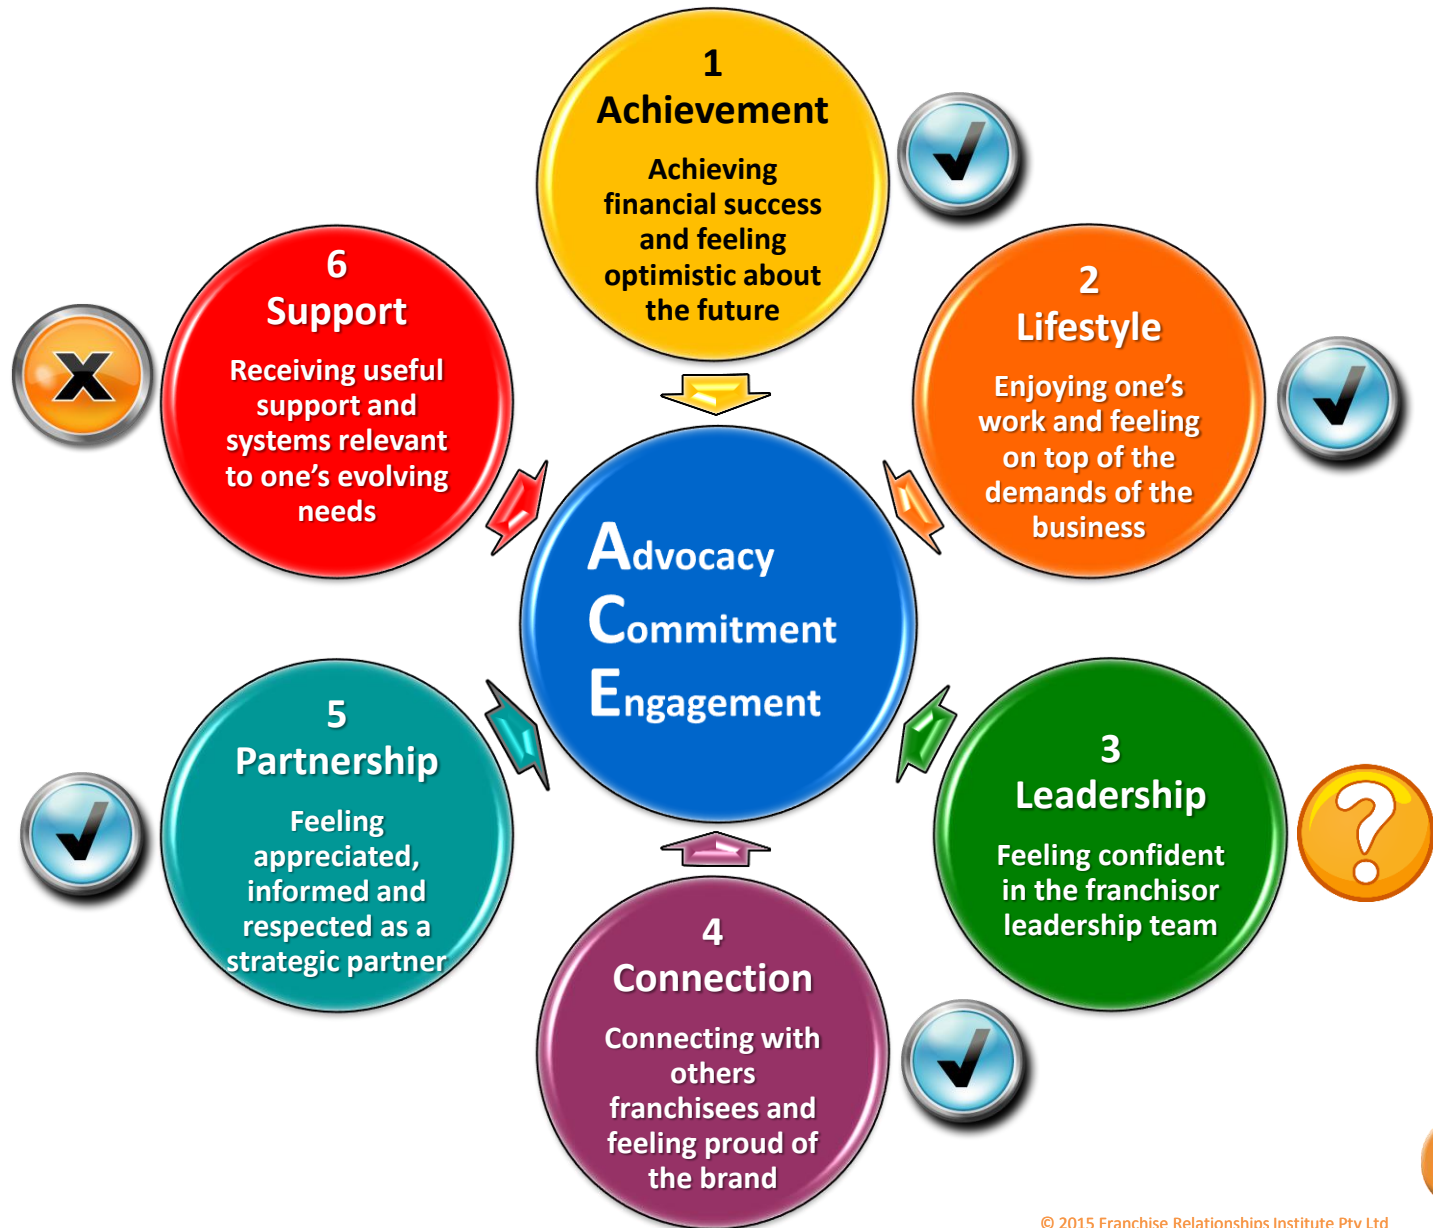 1
Achievement
Achieving
financial success
and feeling
optimistic about
the future
2
Lifestyle
Enjoying one's
work and feeling
on top of the
demands of the
business
3
Leadership
Feeling confident
in the franchisor
leadership team
4
Connection
Connecting with
others
franchisees and
feeling proud of
the brand
5
Partnership
Feeling
appreciated,
informed and
respected as a
strategic partner
6
Support
Receiving useful
support and
systems relevant
to one's evolving
needs
Advocacy
Commitment
Engagement
X
?
© 2015 Franchise Relationships Institute Pty Ltd